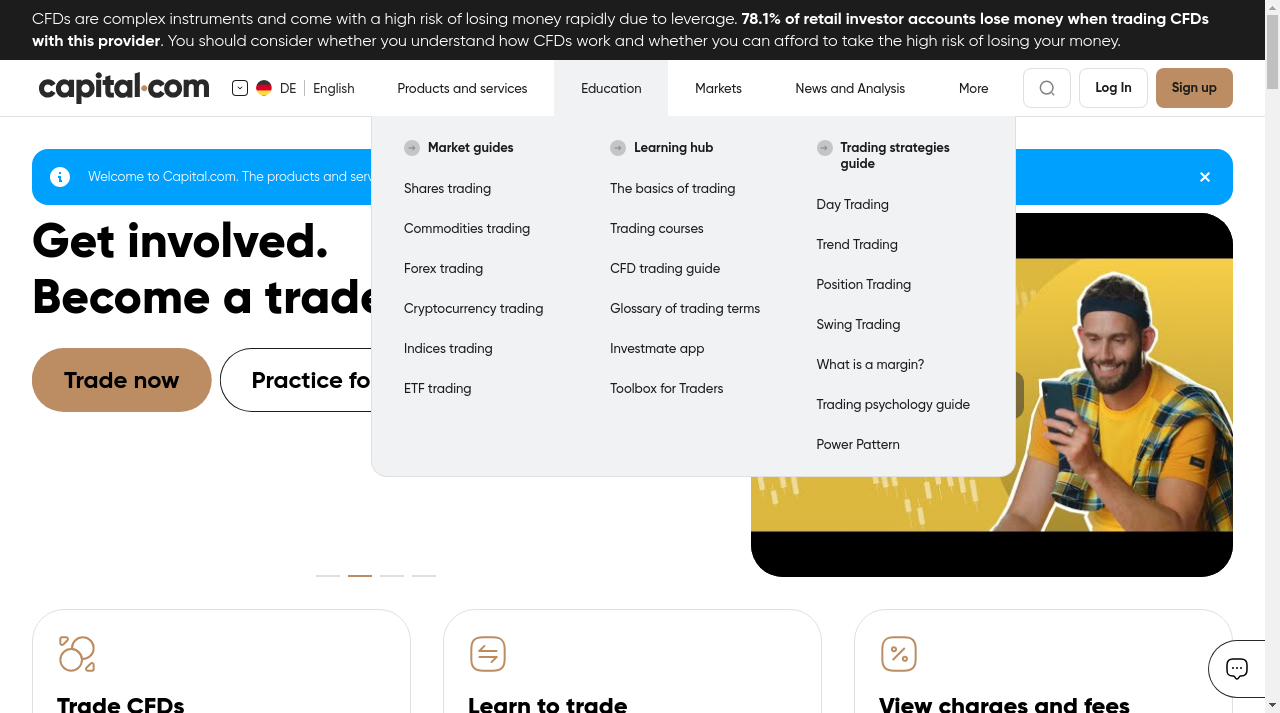 CFDs are complex instruments and come with a high risk of losing money rapidly due to leverage. 78.1% of retail investor accounts lose money when trading CFDs
with this provider. You should consider whether you understand how CFDs work and whether you can afford to take the high risk of losing your money.
capital.com
DE
English
Products and services
Education
Markets
News and Analysis
More
Log In
Sign up
Market guides
Shares trading
Commodities trading
Forex trading
Cryptocurrency trading
Indices trading
ETF trading
Learning hub
The basics of trading
Trading courses
CFD trading guide
Glossary of trading terms
Investmate app
Toolbox for Traders
Trading strategies
guide
Day Trading
Trend Trading
Position Trading
Swing Trading
What is a margin?
Trading psychology guide
Power Pattern
Welcome to Capital.com. The products and serv
Get involved.
Become a trade
Trade now
Practice fo
Trade CFDs
Learn to trade
View charges and fees